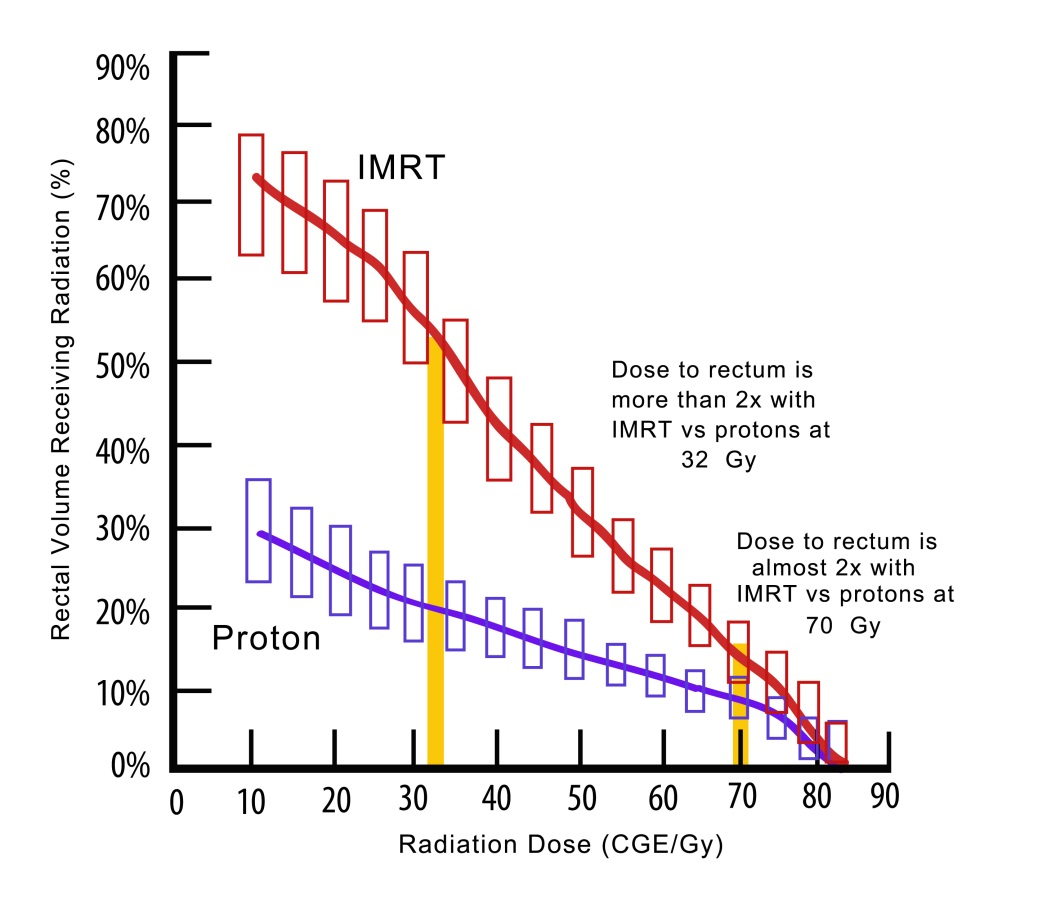 90%
80%
70%
60%
50%
40%
30%
20%
10%
0%
Rectal Volume Receiving Radiation (%)
IMRT
Proton
Dose to rectum is
more than 2x with
IMRT vs protons at
32 Gy
Dose to rectum is
almost 2x with
IMRT vs protons at
70 Gy
0 10 20 30 40 50 60 70 80 90
Radiation Dose (CGE/Gy)